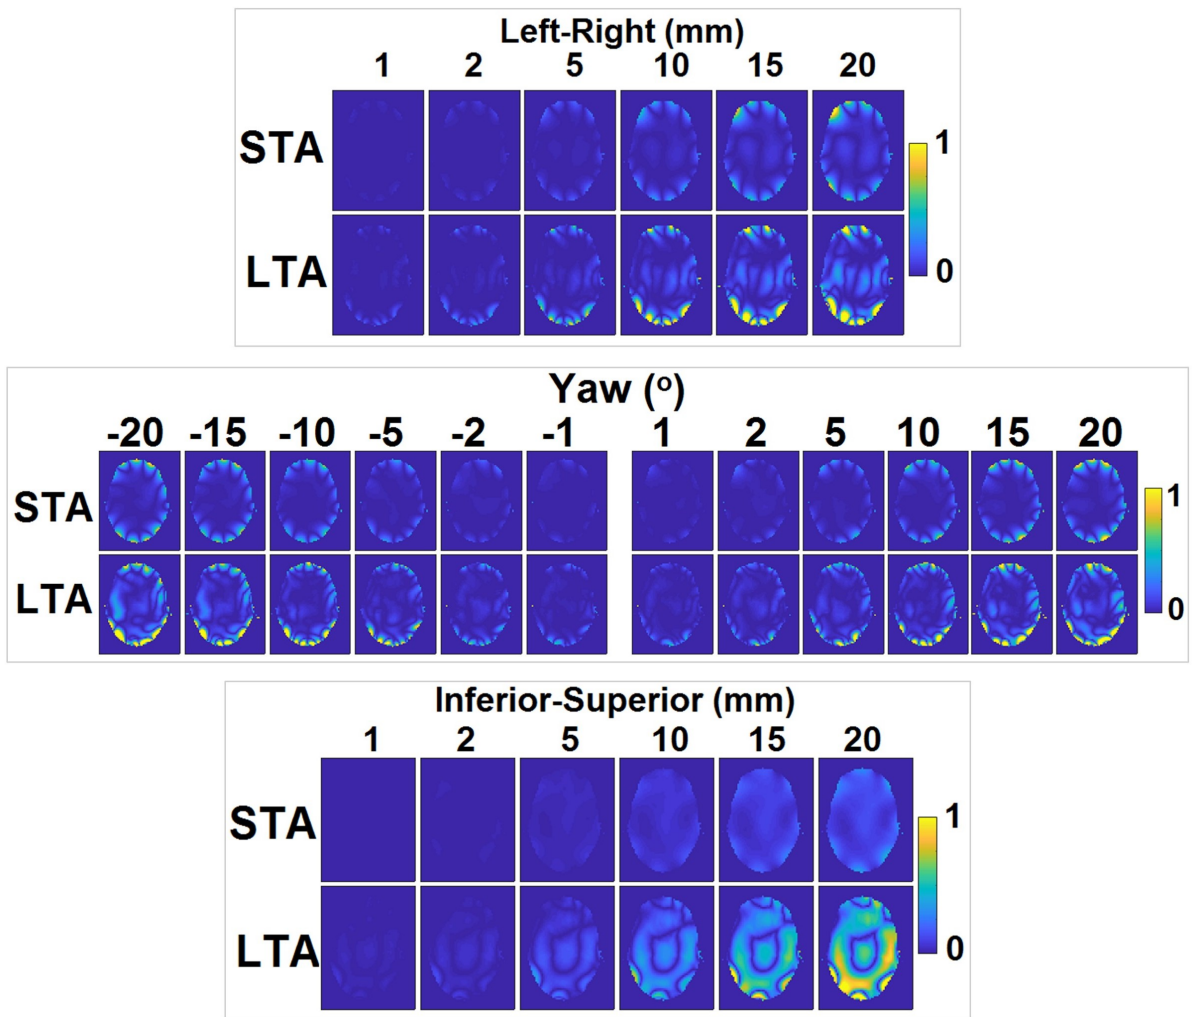 Left-Right (mm)
1 2 5 10 15 20
STA
1
LTA
0
Yaw (º)
-20 -15 -10 -5 -2 -1 1 2 5 10 15 20
STA
1
LTA
0
Inferior-Superior (mm)
1 2 5 10 15 20
STA
1
LTA
0